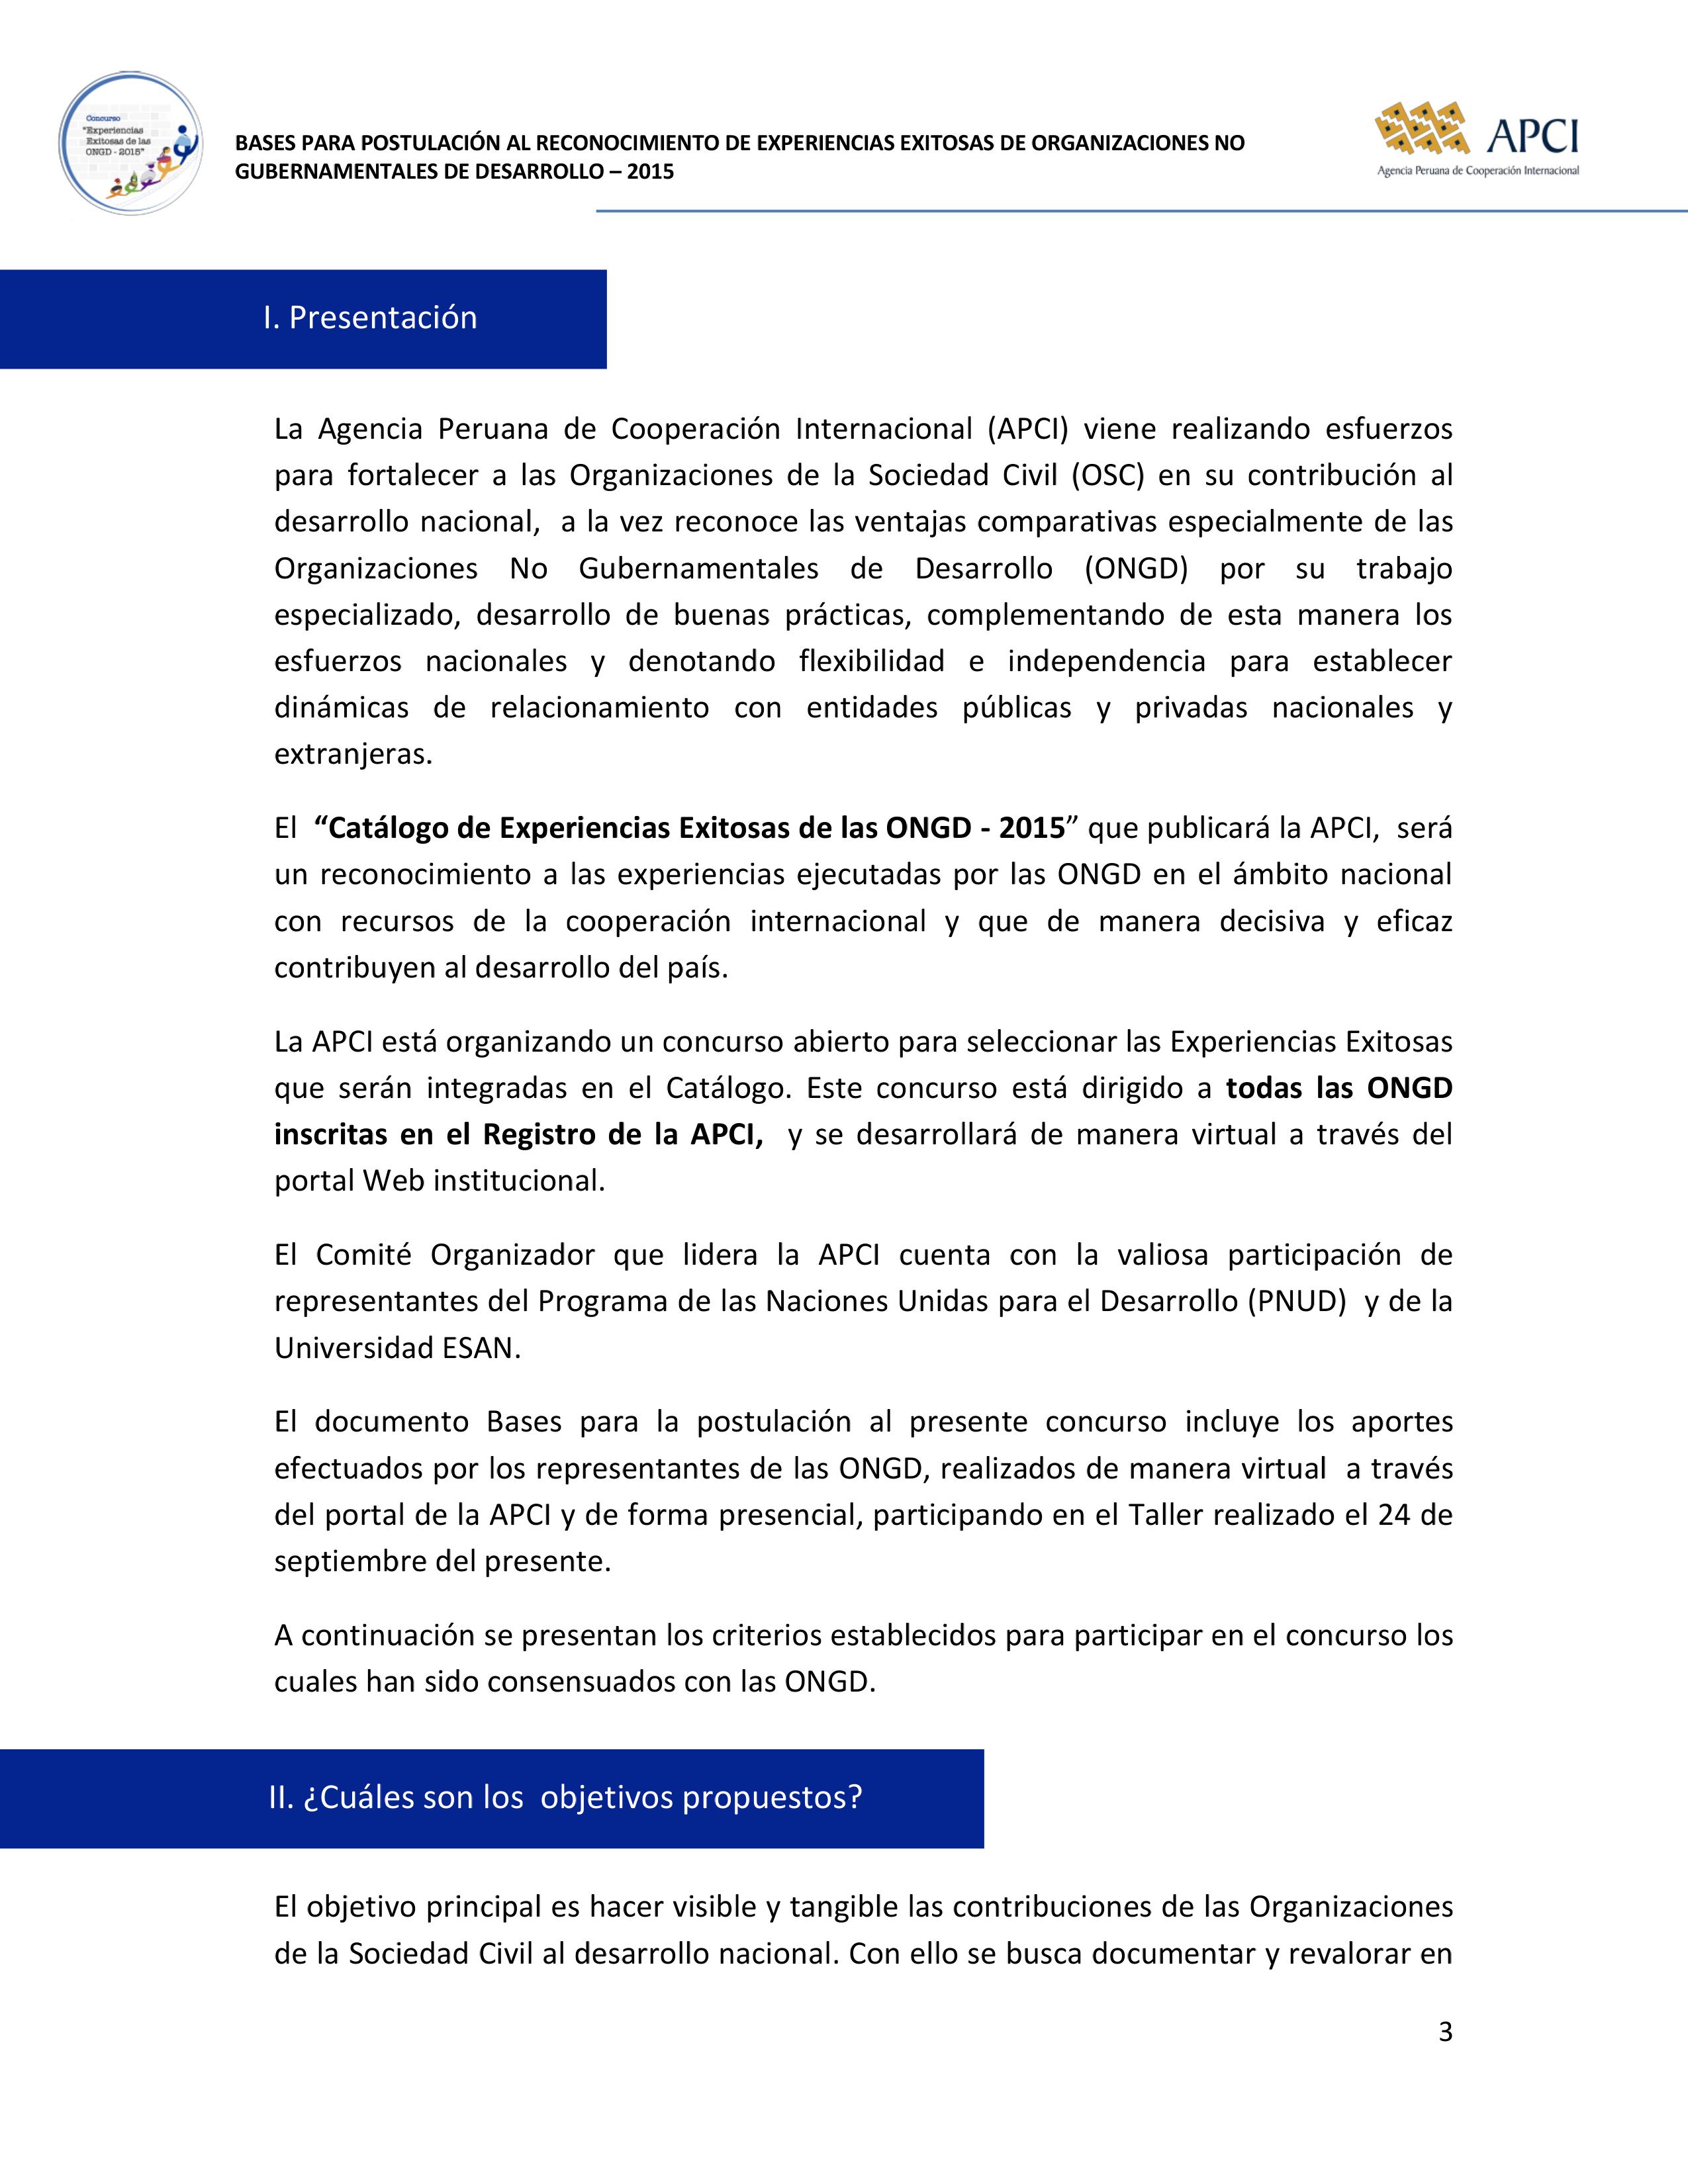 Concurso
"Experiencias
Exitosas de las
ONGD - 2015"
BASES PARA POSTULACIÓN AL RECONOCIMIENTO DE EXPERIENCIAS EXITOSAS DE ORGANIZACIONES NO
GUBERNAMENTALES DE DESARROLLO – 2015
APCI
Agencia Peruana de Cooperación Internacional
I. Presentación
La Agencia Peruana de Cooperación Internacional (APCI) viene realizando esfuerzos
para fortalecer a las Organizaciones de la Sociedad Civil (OSC) en su contribución al
desarrollo nacional,  a la vez reconoce las ventajas comparativas especialmente de las
Organizaciones No Gubernamentales de Desarrollo (ONGD) por su trabajo
especializado, desarrollo de buenas prácticas, complementando de esta manera los
esfuerzos nacionales y denotando flexibilidad e independencia para establecer
dinámicas de relacionamiento con entidades públicas y privadas nacionales y
extranjeras.
El  “Catálogo de Experiencias Exitosas de las ONGD - 2015” que publicará la APCI,  será
un reconocimiento a las experiencias ejecutadas por las ONGD en el ámbito nacional
con recursos de la cooperación internacional y que de manera decisiva y eficaz
contribuyen al desarrollo del país.
La APCI está organizando un concurso abierto para seleccionar las Experiencias Exitosas
que serán integradas en el Catálogo. Este concurso está dirigido a todas las ONGD
inscritas en el Registro de la APCI,  y se desarrollará de manera virtual a través del
portal Web institucional.
El Comité Organizador que lidera la APCI cuenta con la valiosa participación de
representantes del Programa de las Naciones Unidas para el Desarrollo (PNUD)  y de la
Universidad ESAN.
El documento Bases para la postulación al presente concurso incluye los aportes
efectuados por los representantes de las ONGD, realizados de manera virtual  a través
del portal de la APCI y de forma presencial, participando en el Taller realizado el 24 de
septiembre del presente.
A continuación se presentan los criterios establecidos para participar en el concurso los
cuales han sido consensuados con las ONGD.
II. ¿Cuáles son los  objetivos propuestos?
El objetivo principal es hacer visible y tangible las contribuciones de las Organizaciones
de la Sociedad Civil al desarrollo nacional. Con ello se busca documentar y revalorar en
3